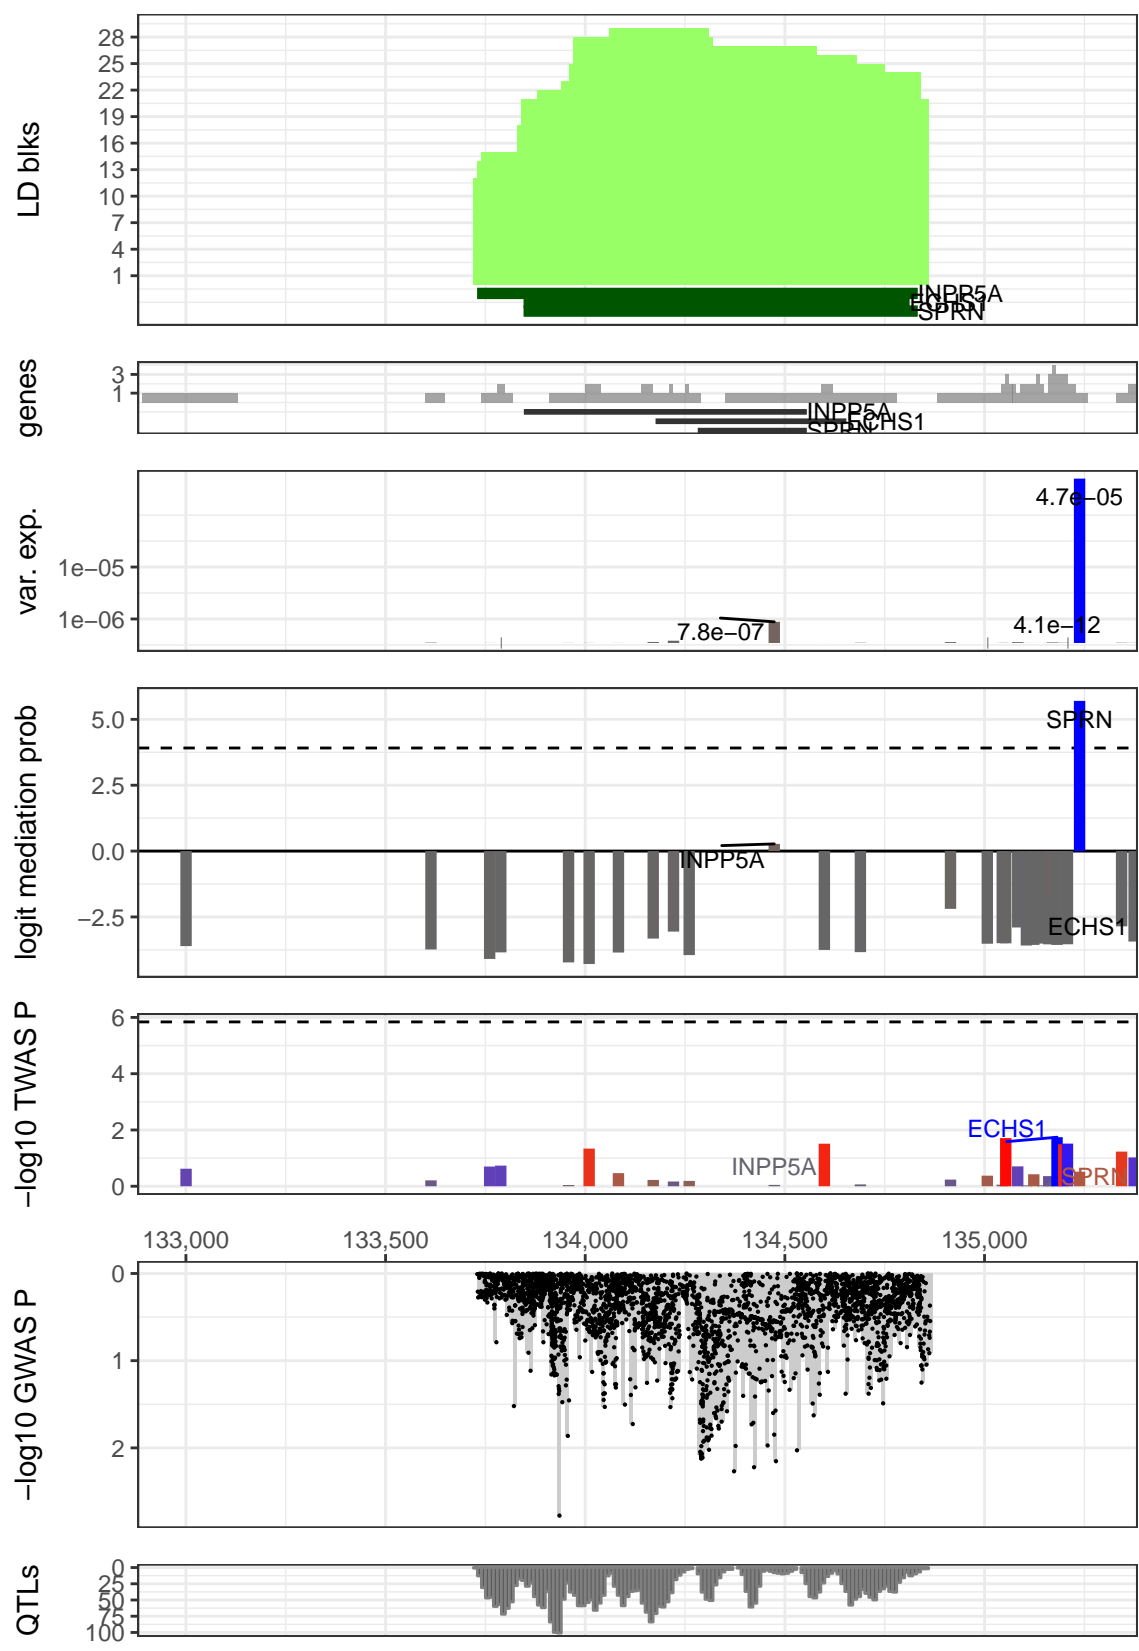 LD blks
28
25
22
19
16
13
10
7
4
1
INPP5A
ECHS1
SPRN
genes
3
1
INPP5A
ECHS1
SPRN
var. exp.
1e−05
1e−06
4.7e−05
7.8e−07
4.1e−12
logit mediation prob
5.0
2.5
0.0
−2.5
SPRN
INPP5A
ECHS1
−log10 TWAS P
6
4
2
0
ECHS1
INPP5A
SPRN
133,000 133,500 134,000 134,500 135,000
−log10 GWAS P
0
1
2
QTLs
0
25
50
75
100